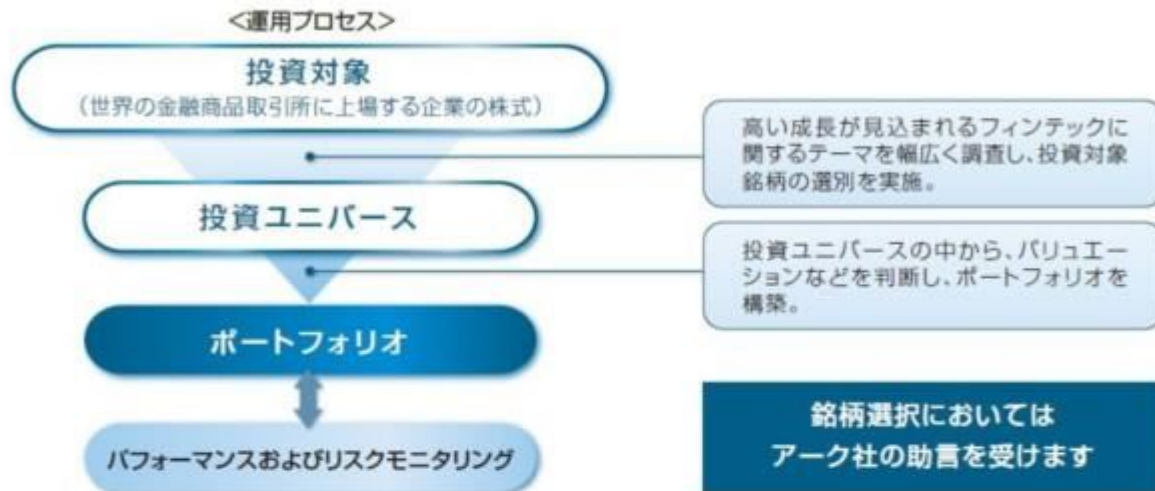 <運用プロセス>
投資対象
(世界の金融商品取引所に上場する企業の株式)
高い成長が見込まれるフィンテックに
関するテーマを幅広く調査し、投資対象
銘柄の選別を実施。
投資ユニバース
投資ユニバースの中から、バリュエー
ションなどを判断し、ポートフォリオを
構築。
ポートフォリオ
パフォーマンスおよびリスクモニタリング
銘柄選択においては
アーク社の助言を受けます